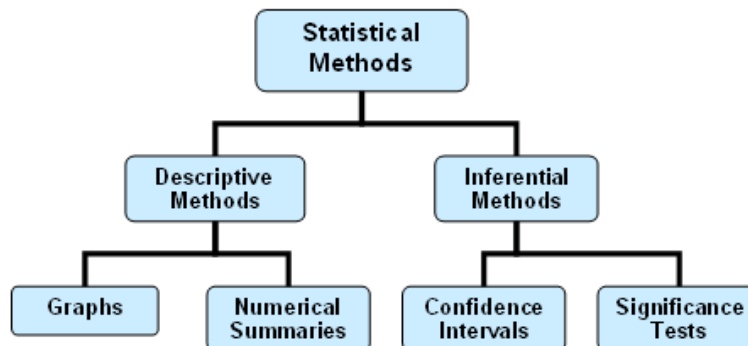 Statistical
Methods
Descriptive
Methods
Inferential
Methods
Graphs
Numerical
Summaries
Confidence
Intervals
Significance
Tests